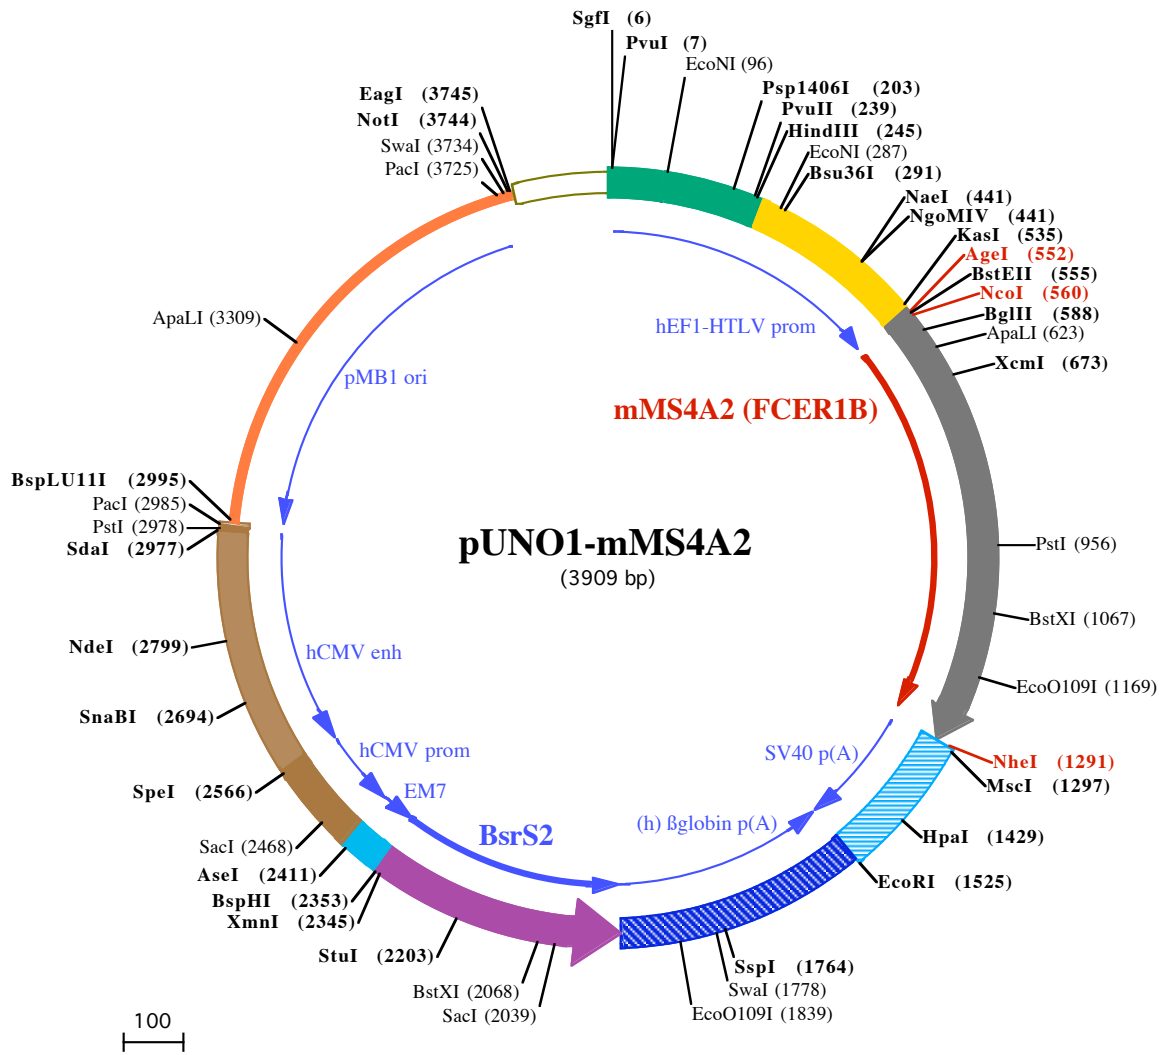 SgfI (6)
PvuI (7)
EcoNI (96)
Psp1406I (203)
PvuII (239)
HindIII (245)
EcoNI (287)
Bsu36I (291)
NaeI (441)
NgoMIV (441)
KasI (535)
AgeI (552)
BstEII (555)
NcoI (560)
BglII (588)
ApaLI (623)
XcmI (673)
PstI (956)
BstXI (1067)
EcoO109I (1169)
NheI (1291)
MscI (1297)
HpaI (1429)
EcoRI (1525)
SspI (1764)
SwaI (1778)
EcoO109I (1839)
SacI (2039)
BstXI (2068)
StuI (2203)
XmnI (2345)
BspHI (2353)
AseI (2411)
SacI (2468)
SpeI (2566)
SnaBI (2694)
NdeI (2799)
SdaI (2977)
PstI (2978)
PacI (2985)
BspLU11I (2995)
ApaLI (3309)
PacI (3725)
SwaI (3734)
NotI (3744)
EagI (3745)
hEF1-HTLV prom
mMS4A2 (FCER1B)
SV40 p(A)
(h) ßglobin p(A)
BsrS2
EM7
hCMV prom
hCMV enh
pMB1 ori
pUNO1-mMS4A2
(3909 bp)
100